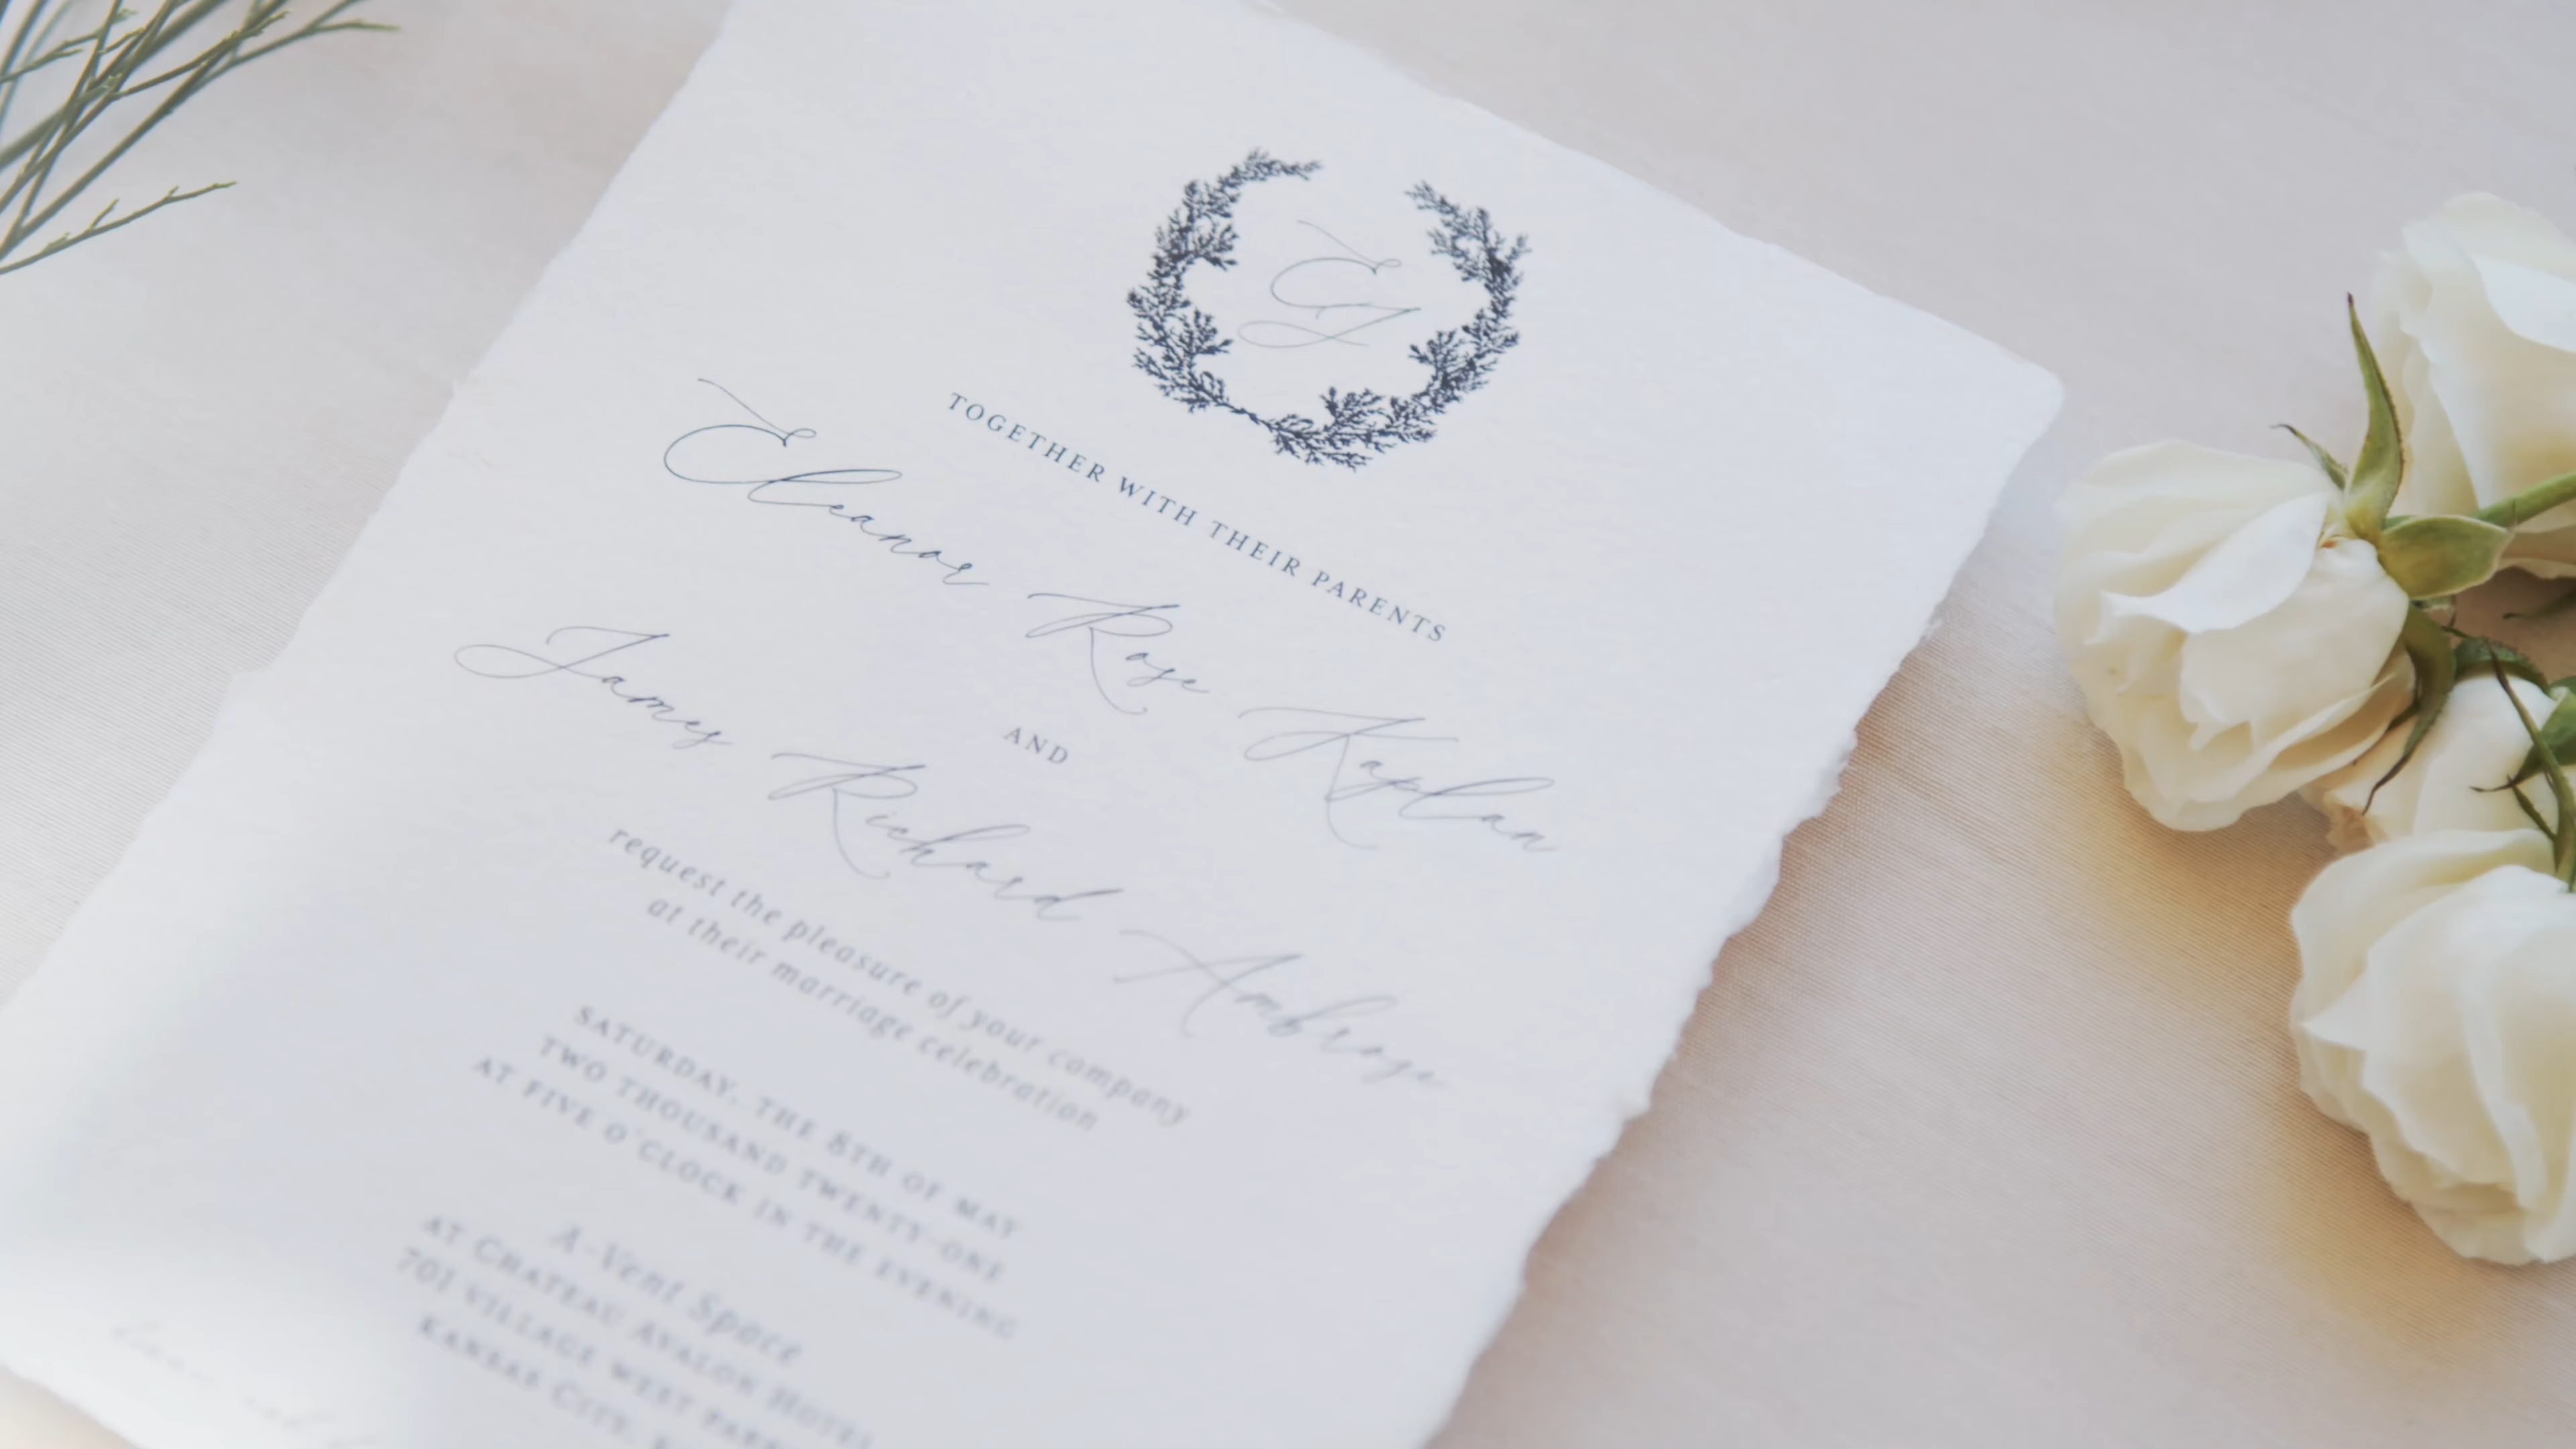 EJ
TOGETHER WITH THEIR PARENTS
Eleanor Rose Kaplan
AND
James Richard Ambrose
request the pleasure of your company
at their marriage celebration
SATURDAY, THE 8TH OF MAY
TWO THOUSAND TWENTY-ONE
AT FIVE O'CLOCK IN THE EVENING
A-Vent Space
AT CHATEAU AVALON HOTEL
701 VILLAGE WEST
KANSAS CITY,